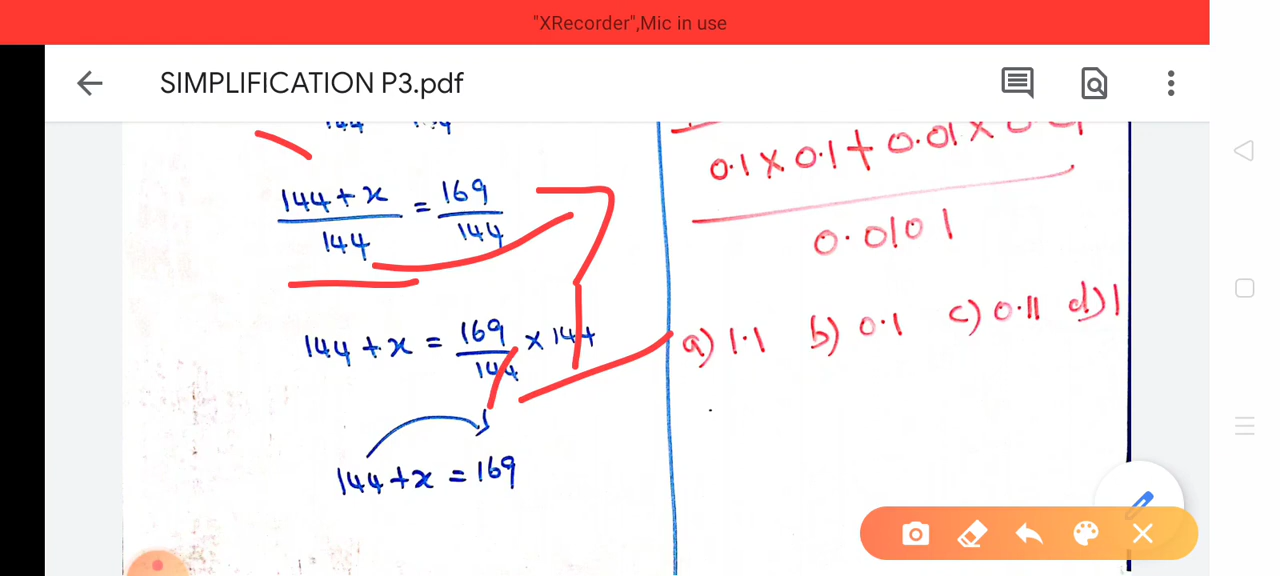 "XRecorder",Mic in use
SIMPLIFICATION P3.pdf
144 + x / 144 = 169 / 144
144 + x = 169 / 144 × 144
144 + x = 169
0.1 × 0.1 + 0.01 ×
0.0101
a) 1.1 b) 0.1 c) 0.11 d) 1